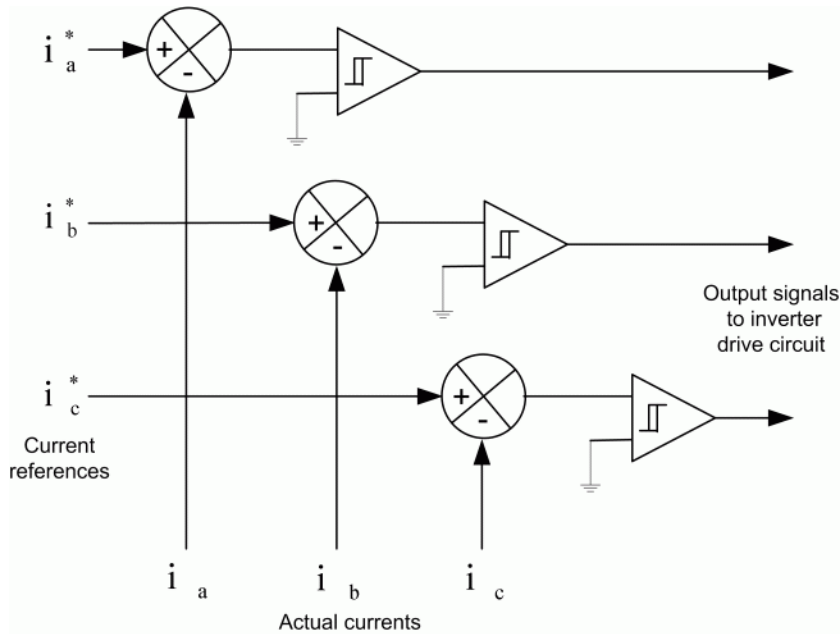 i*a
+
-
i*b
+
-
Output signals
to inverter
drive circuit
i*c
+
-
Current
references
i a
i b
i c
Actual currents